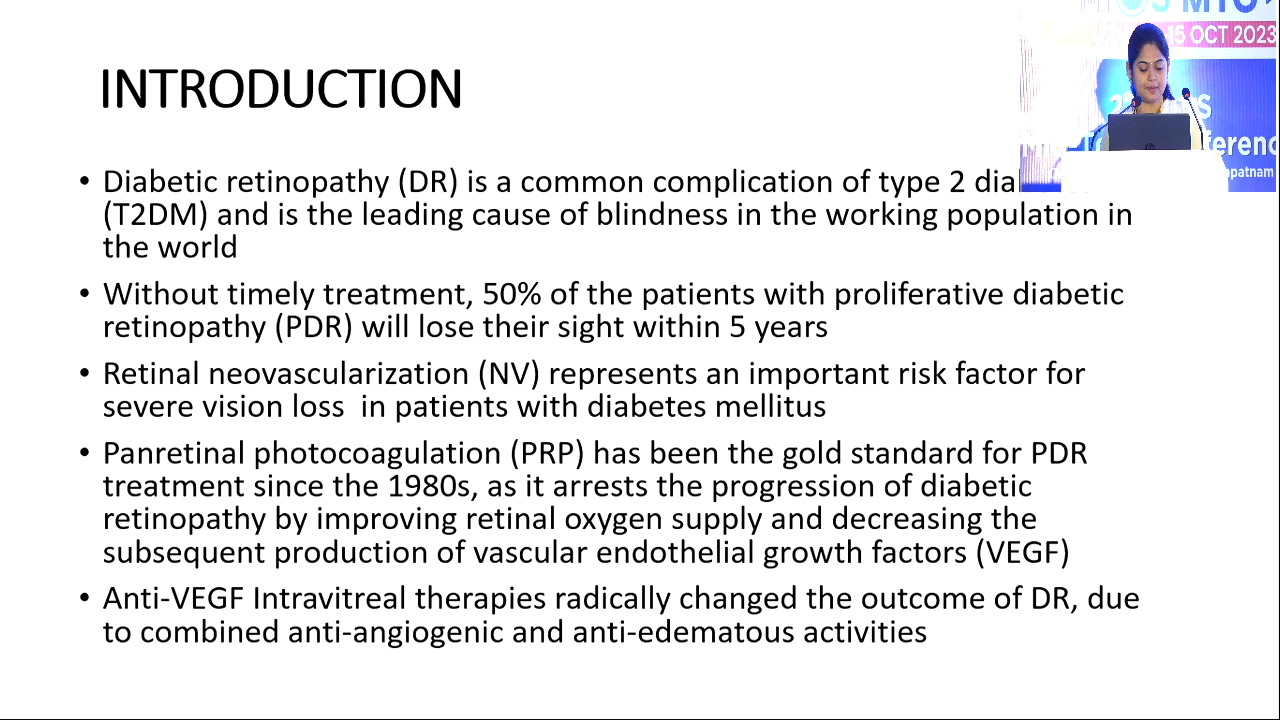 INTRODUCTION
15 OCT 2023
• Diabetic retinopathy (DR) is a common complication of type 2
(T2DM) and is the leading cause of blindness in the working population in
the world
• Without timely treatment, 50% of the patients with proliferative diabetic
retinopathy (PDR) will lose their sight within 5 years
• Retinal neovascularization (NV) represents an important risk factor for
severe vision loss  in patients with diabetes mellitus
• Panretinal photocoagulation (PRP) has been the gold standard for PDR
treatment since the 1980s, as it arrests the progression of diabetic
retinopathy by improving retinal oxygen supply and decreasing the
subsequent production of vascular endothelial growth factors (VEGF)
• Anti-VEGF Intravitreal therapies radically changed the outcome of DR, due
to combined anti-angiogenic and anti-edematous activities